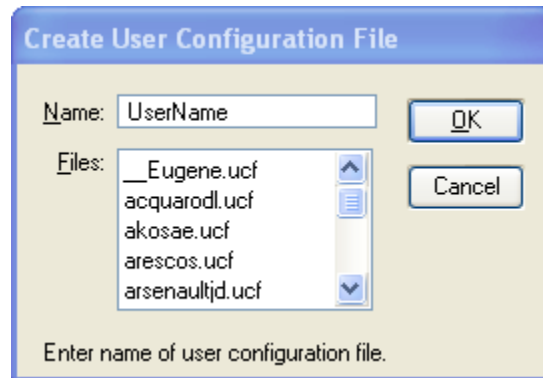 Create User Configuration File
Name: UserName
OK
Files:
__Eugene.ucf
acquarodl.ucf
akosae.ucf
arescos.ucf
arsenaultjd.ucf
Cancel
Enter name of user configuration file.